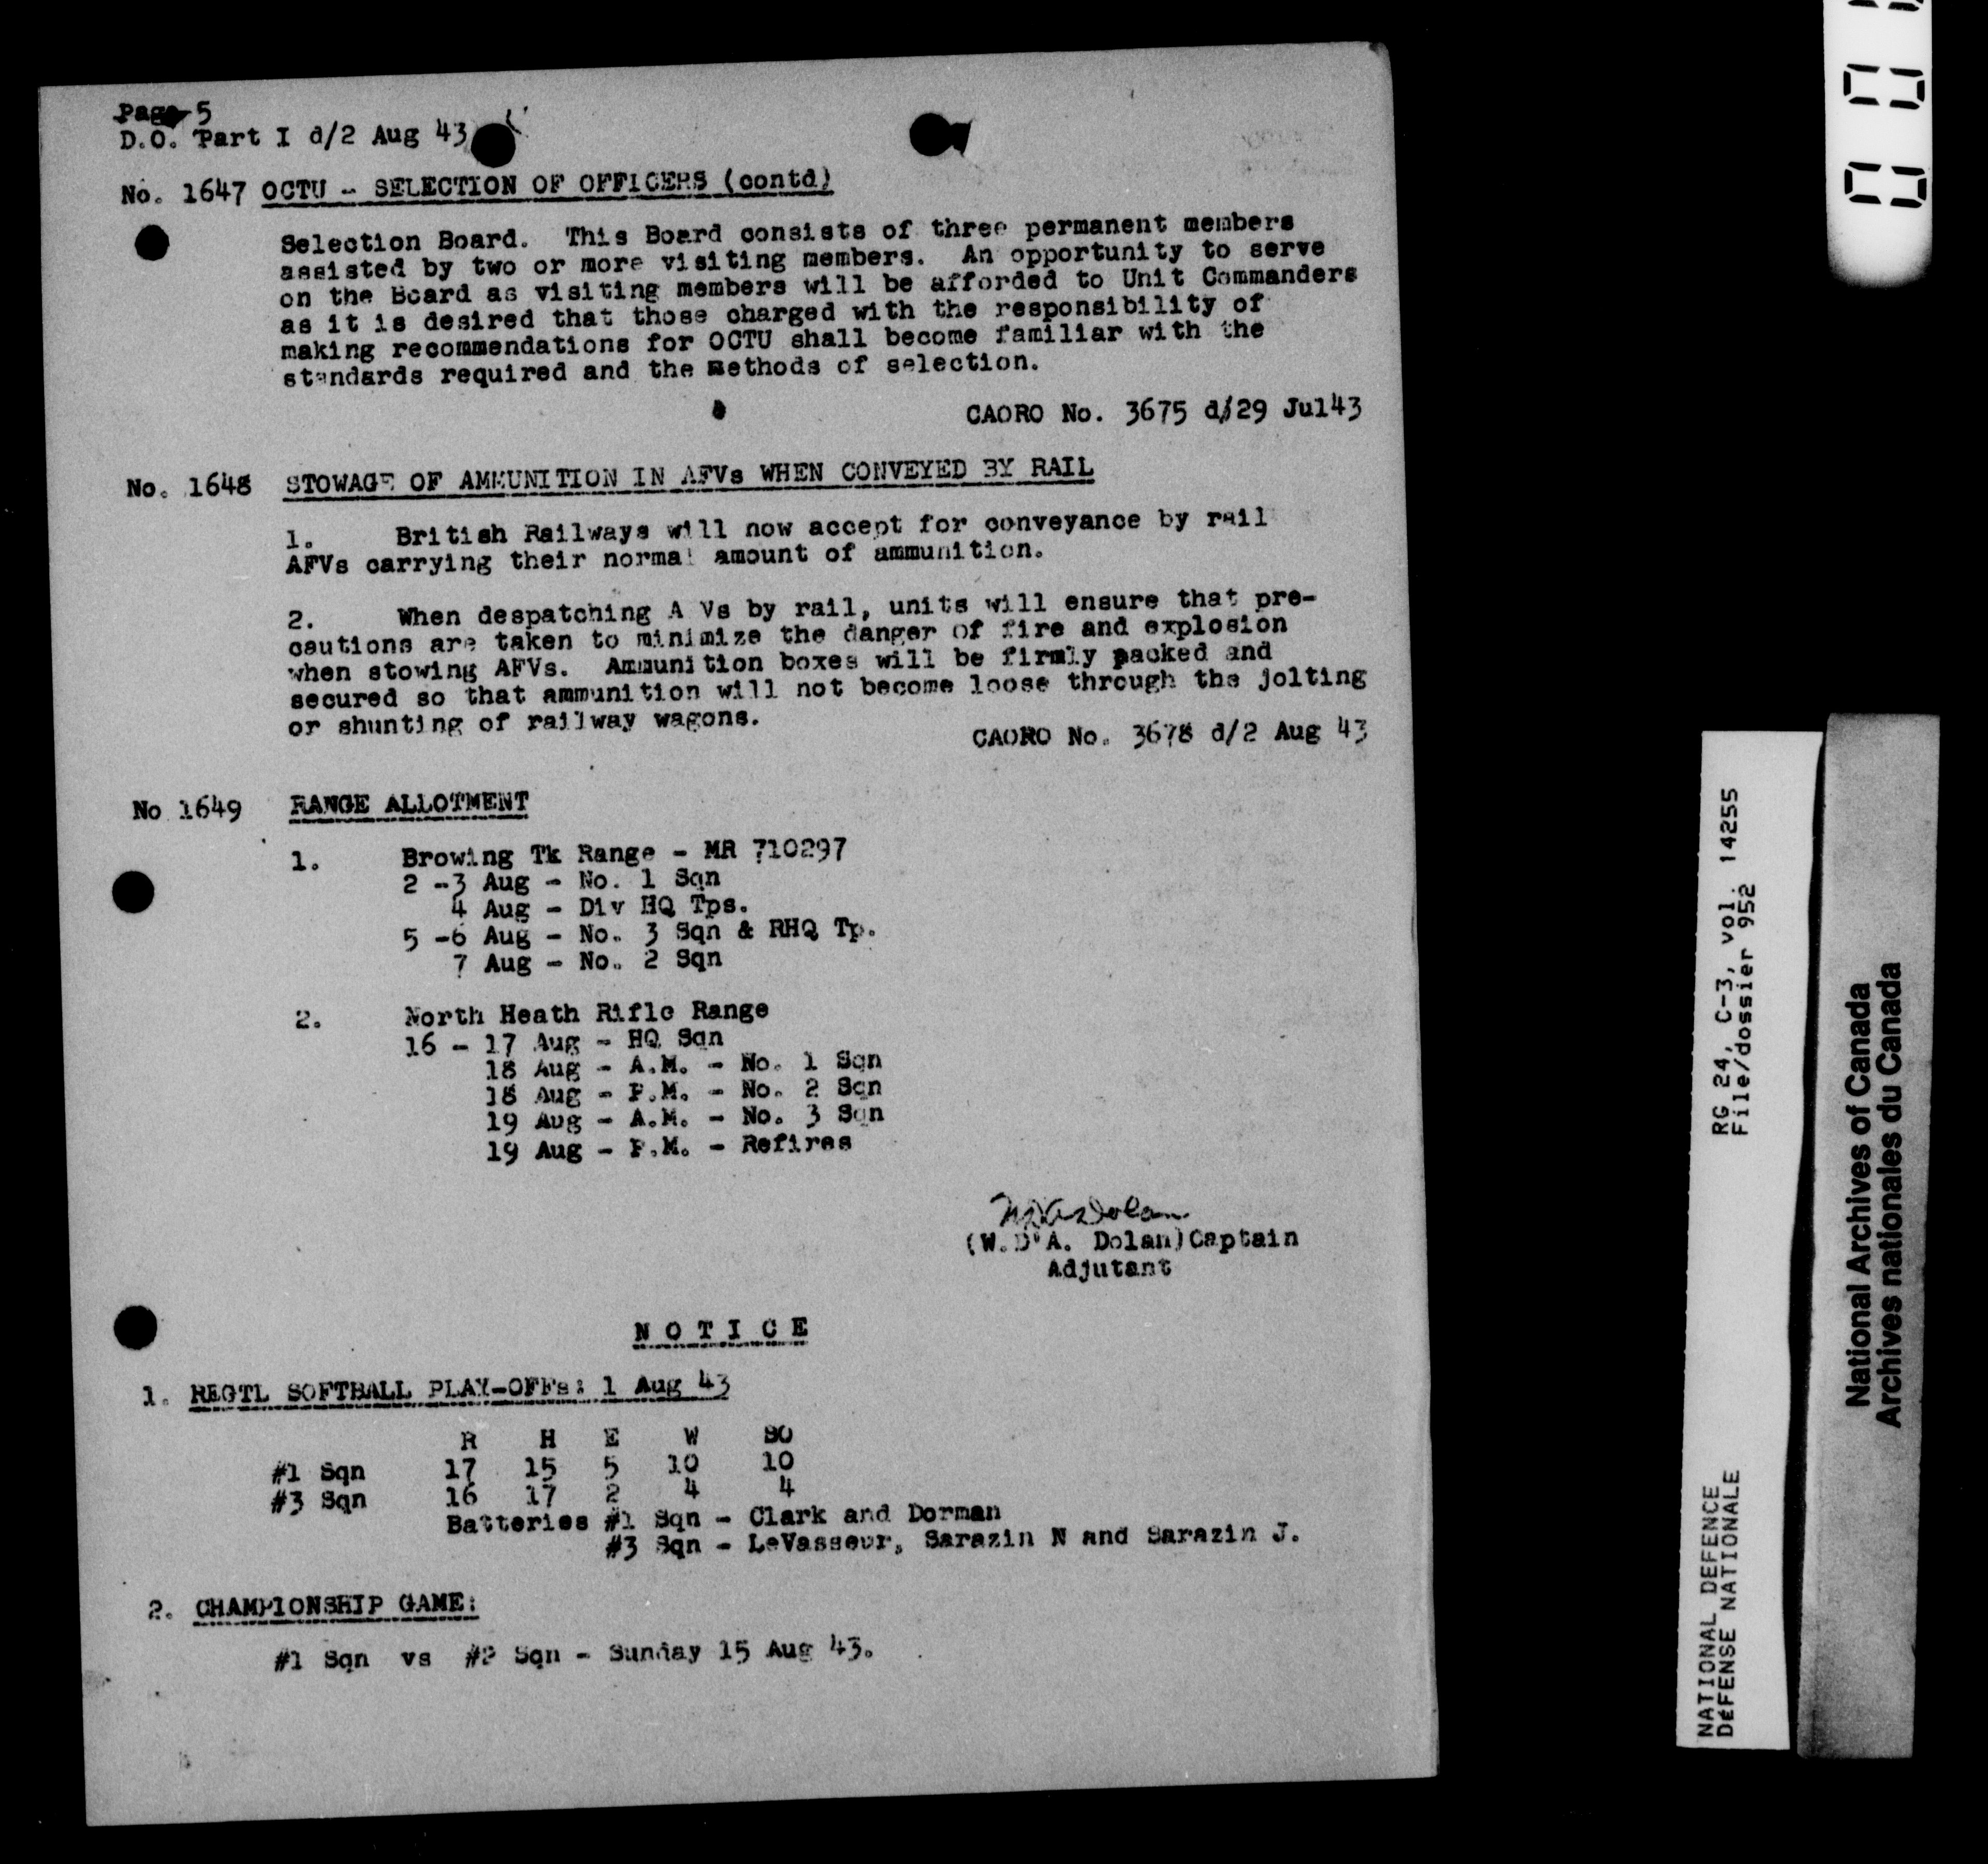 Page 5
D.O. Part I d/2 Aug 43
No. 1647 OCTU - SELECTION OF OFFICERS (contd)
Selection Board. This Board consists of three permanent members
assisted by two or more visiting members. An opportunity to serve
on the Board as visiting members will be afforded to Unit Commanders
as it is desired that those charged with the responsibility of
making recommendations for OCTU shall become familiar with the
standards required and the methods of selection.
CAORO No. 3675 d/29 Jul43
No. 1648 STOWAGE OF AMMUNITION IN AFVs WHEN CONVEYED BY RAIL
1. British Railways will now accept for conveyance by rail
AFVs carrying their normal amount of ammunition.
2. When despatching A Vs by rail, units will ensure that pre-
cautions are taken to minimize the danger of fire and explosion
when stowing AFVs. Ammunition boxes will be firmly packed and
secured so that ammunition will not become loose through the jolting
or shunting of railway wagons.
CAORO No. 3678 d/2 Aug 43
No 1649 RANGE ALLOTMENT
1. Browing Tk Range - MR 710297
2 -3 Aug - No. 1 Sqn
4 Aug - Div HQ Tps.
5 -6 Aug - No. 3 Sqn & RHQ Tp.
7 Aug - No. 2 Sqn
2. North Heath Rifle Range
16 - 17 Aug - HQ Sqn
18 Aug - A.M. - No. 1 Sqn
18 Aug - P.M. - No. 2 Sqn
19 Aug - A.M. - No. 3 Sqn
19 Aug - P.M. - Refires
WD'A Dolan
(W.D'A. Dolan)Captain
Adjutant
N O T I C E
1. REGTL SOFTBALL PLAY-OFFs: 1 Aug 43
R H E W SO
#1 Sqn 17 15 5 10 10
#3 Sqn 16 17 2 4 4
Batteries #1 Sqn - Clark and Dorman
#3 Sqn - LeVasseur, Sarazin N and Sarazin J.
2. CHAMPIONSHIP GAME:
#1 Sqn vs #2 Sqn - Sunday 15 Aug 43.
RG 24, C-3, vol. 14255
File/dossier 952
NATIONAL DEFENCE
DÉFENSE NATIONALE
National Archives of Canada
Archives nationales du Canada